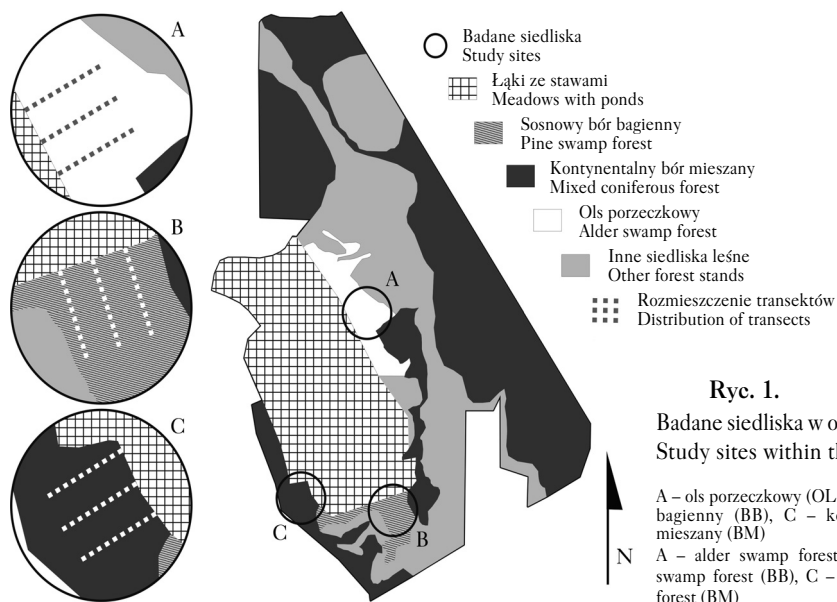 A
B
C
A
C
B
Badane siedliska
Study sites
Łąki ze stawami
Meadows with ponds
Sosnowy bór bagienny
Pine swamp forest
Kontynentalny bór mieszany
Mixed coniferous forest
Ols porzeczkowy
Alder swamp forest
Inne siedliska leśne
Other forest stands
Rozmieszczenie transektów
Distribution of transects
N
Ryc. 1.
Badane siedliska w o
Study sites within th
A – ols porzeczkowy (OL
bagienny (BB), C – k
mieszany (BM)
A – alder swamp forest
swamp forest (BB), C –
forest (BM)